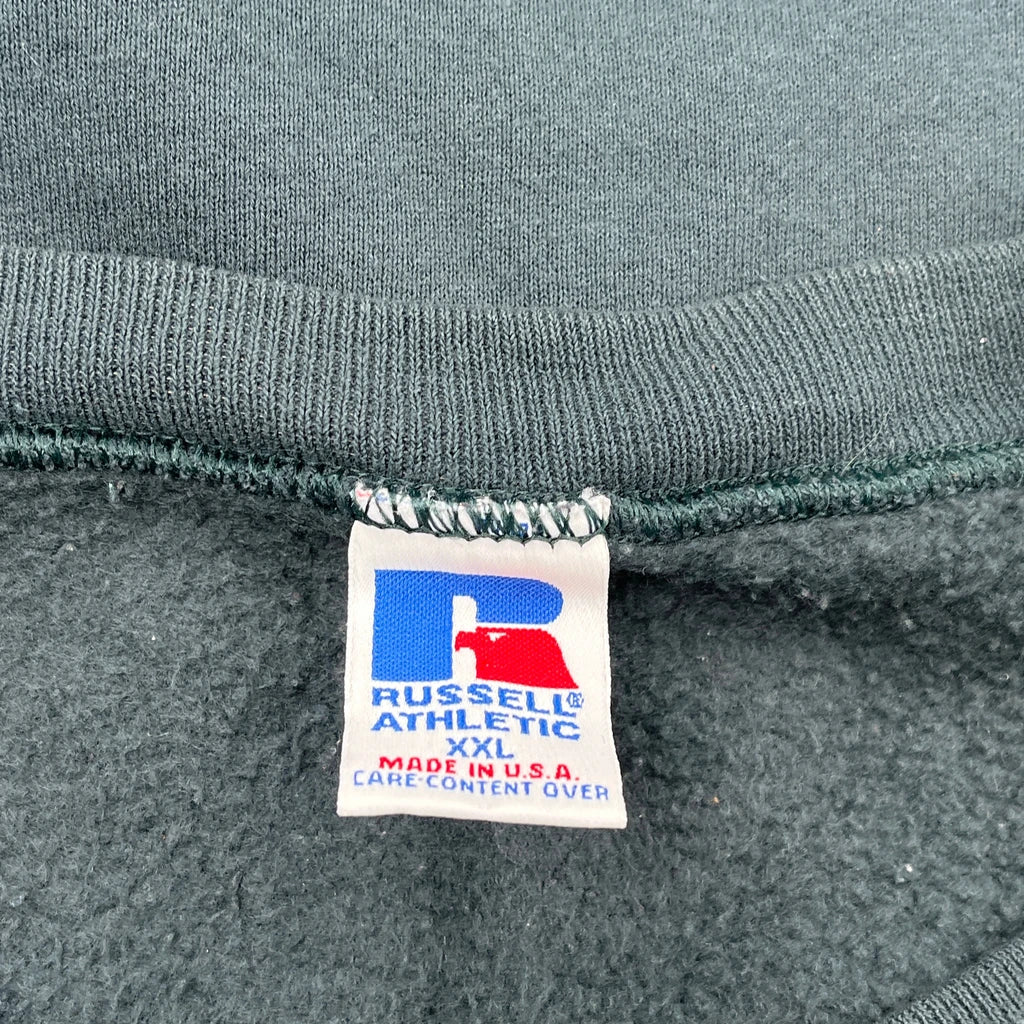 RUSSELL®
ATHLETIC
XXL
MADE IN U.S.A.
CARE-CONTENT OVER